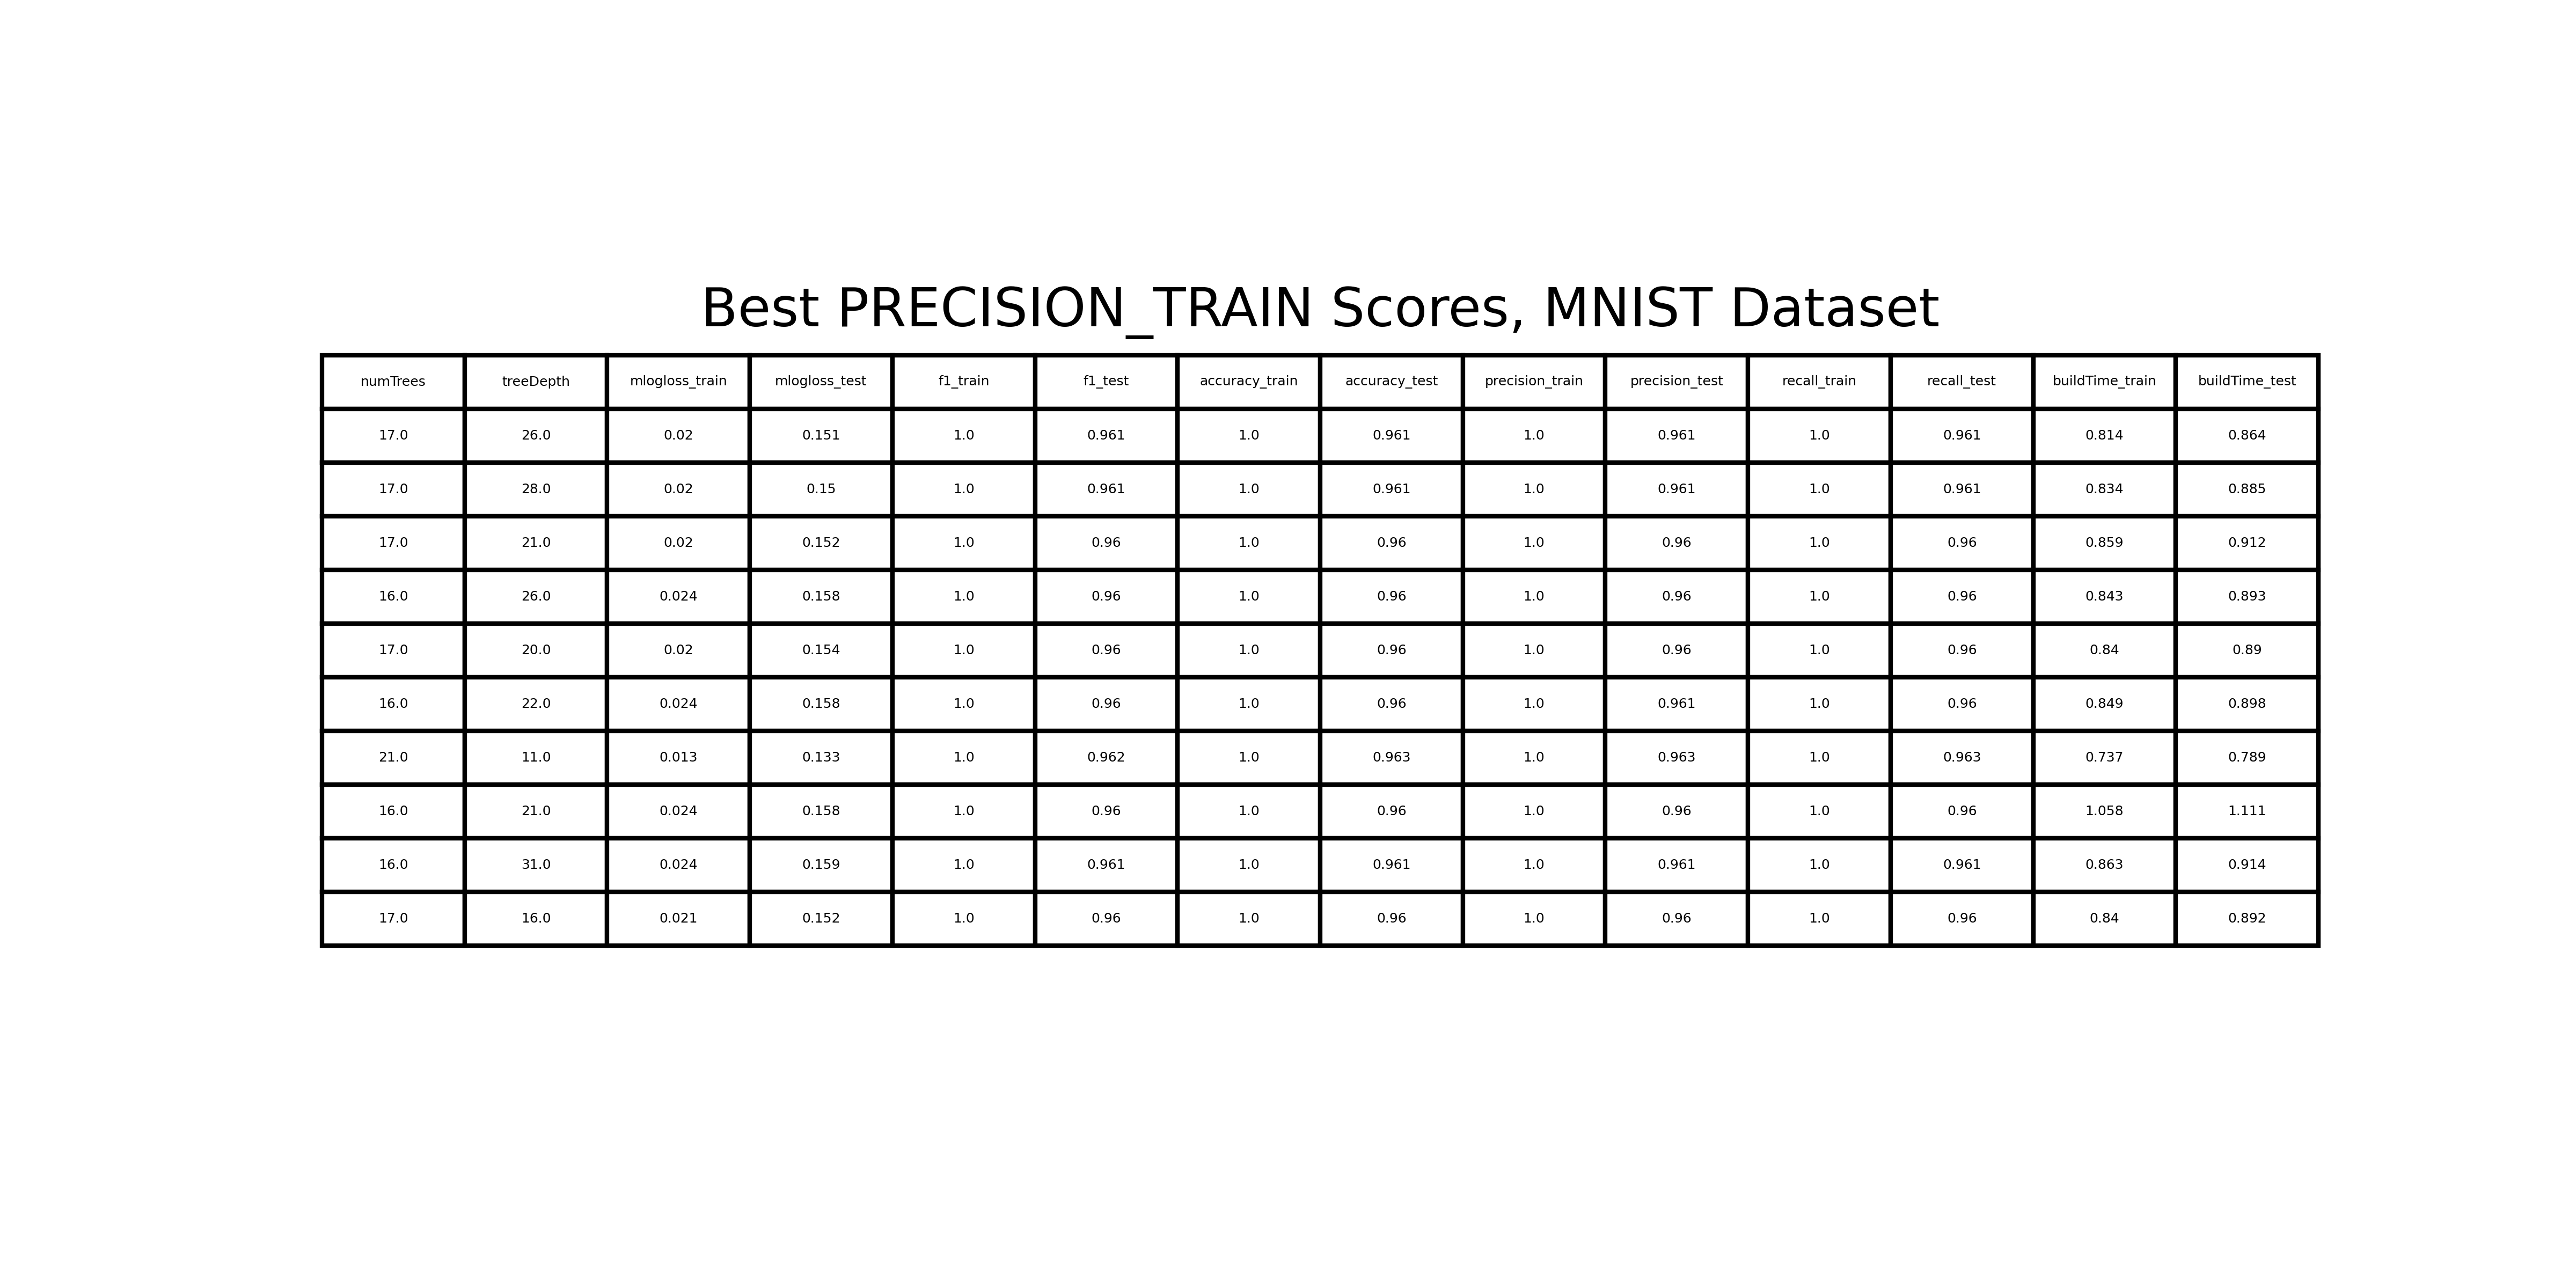 Best PRECISION_TRAIN Scores, MNIST Dataset
numTrees treeDepth mlogloss_train mlogloss_test f1_train f1_test accuracy_train accuracy_test precision_train precision_test recall_train recall_test buildTime_train buildTime_test
17.0 26.0 0.02 0.151 1.0 0.961 1.0 0.961 1.0 0.961 1.0 0.961 0.814 0.864
17.0 28.0 0.02 0.15 1.0 0.961 1.0 0.961 1.0 0.961 1.0 0.961 0.834 0.885
17.0 21.0 0.02 0.152 1.0 0.96 1.0 0.96 1.0 0.96 1.0 0.96 0.859 0.912
16.0 26.0 0.024 0.158 1.0 0.96 1.0 0.96 1.0 0.96 1.0 0.96 0.843 0.893
17.0 20.0 0.02 0.154 1.0 0.96 1.0 0.96 1.0 0.96 1.0 0.96 0.84 0.89
16.0 22.0 0.024 0.158 1.0 0.96 1.0 0.96 1.0 0.961 1.0 0.96 0.849 0.898
21.0 11.0 0.013 0.133 1.0 0.962 1.0 0.963 1.0 0.963 1.0 0.963 0.737 0.789
16.0 21.0 0.024 0.158 1.0 0.96 1.0 0.96 1.0 0.96 1.0 0.96 1.058 1.111
16.0 31.0 0.024 0.159 1.0 0.961 1.0 0.961 1.0 0.961 1.0 0.961 0.863 0.914
17.0 16.0 0.021 0.152 1.0 0.96 1.0 0.96 1.0 0.96 1.0 0.96 0.84 0.892